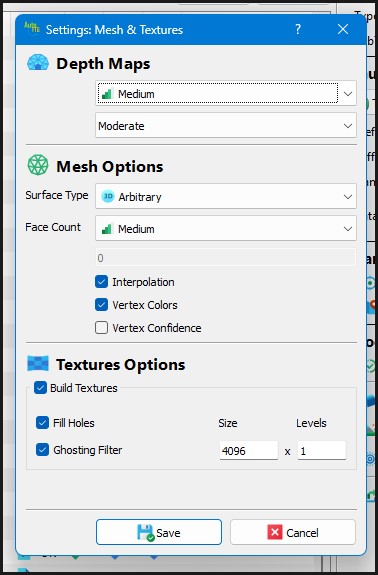 Settings: Mesh & Textures
Depth Maps
Medium
Moderate
Mesh Options
Surface Type
3D Arbitrary
Face Count
Medium
0
Interpolation
Vertex Colors
Vertex Confidence
Textures Options
Build Textures
Fill Holes Size Levels
Ghosting Filter 4096 x 1
Save Cancel